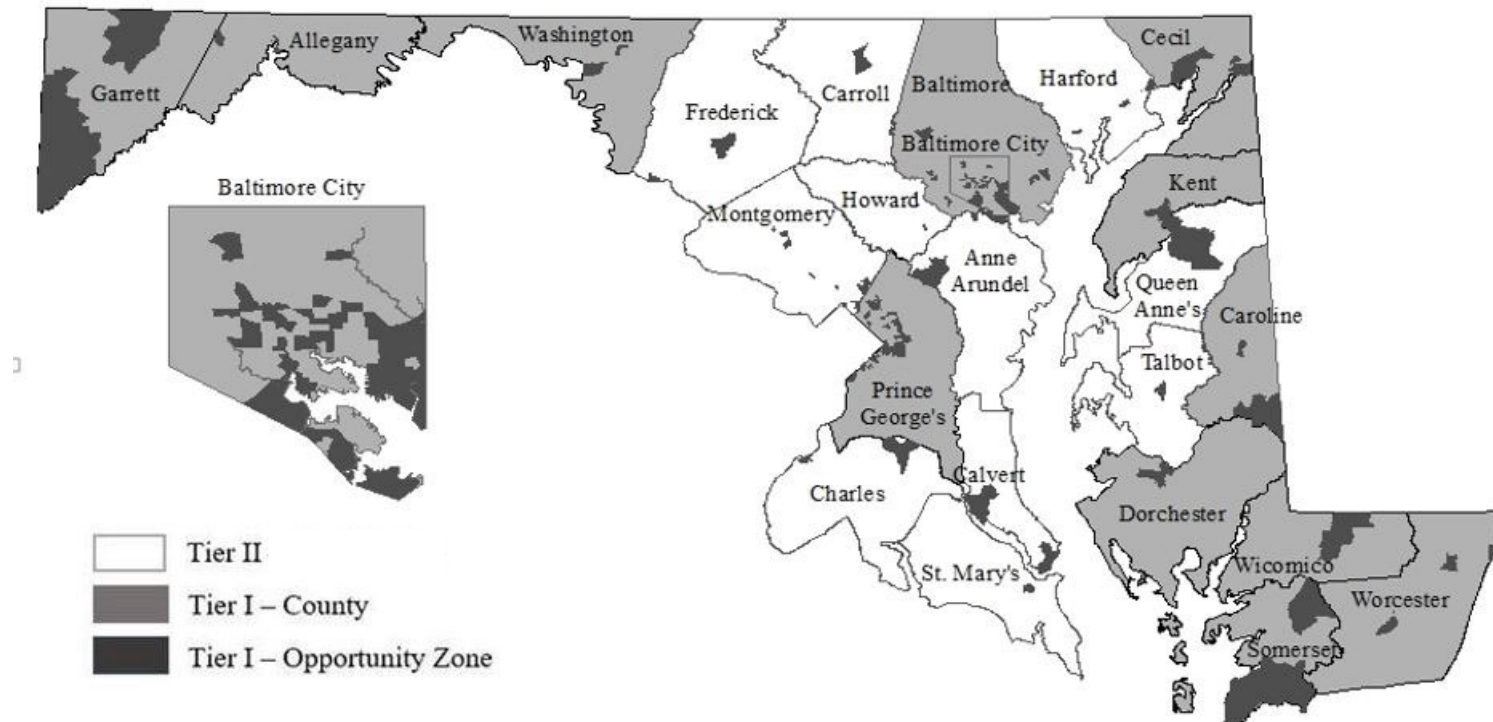 Garrett
Allegany
Washington
Frederick
Carroll
Baltimore
Harford
Cecil
Baltimore City
Kent
Baltimore City
Montgomery
Howard
Anne
Arundel
Queen
Anne's
Caroline
Talbot
Prince
George's
Calvert
Charles
Dorchester
St. Mary's
Wicomico
Worcester
Somerset
Tier II
Tier I – County
Tier I – Opportunity Zone